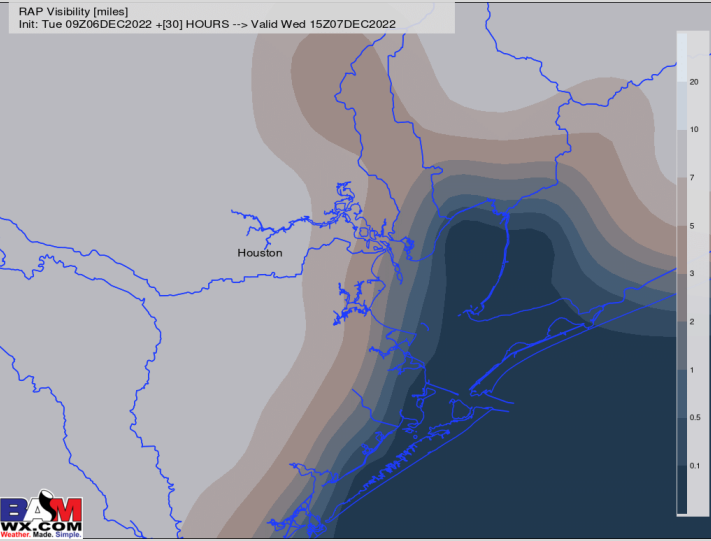 RAP Visibility [miles]
Init: Tue 09Z06DEC2022 +[30] HOURS --> Valid Wed 15Z07DEC2022
20
10
7
5
Houston
3
2
1
0.5
0.1
BAM
WX.COM
Weather. Made. Simple.